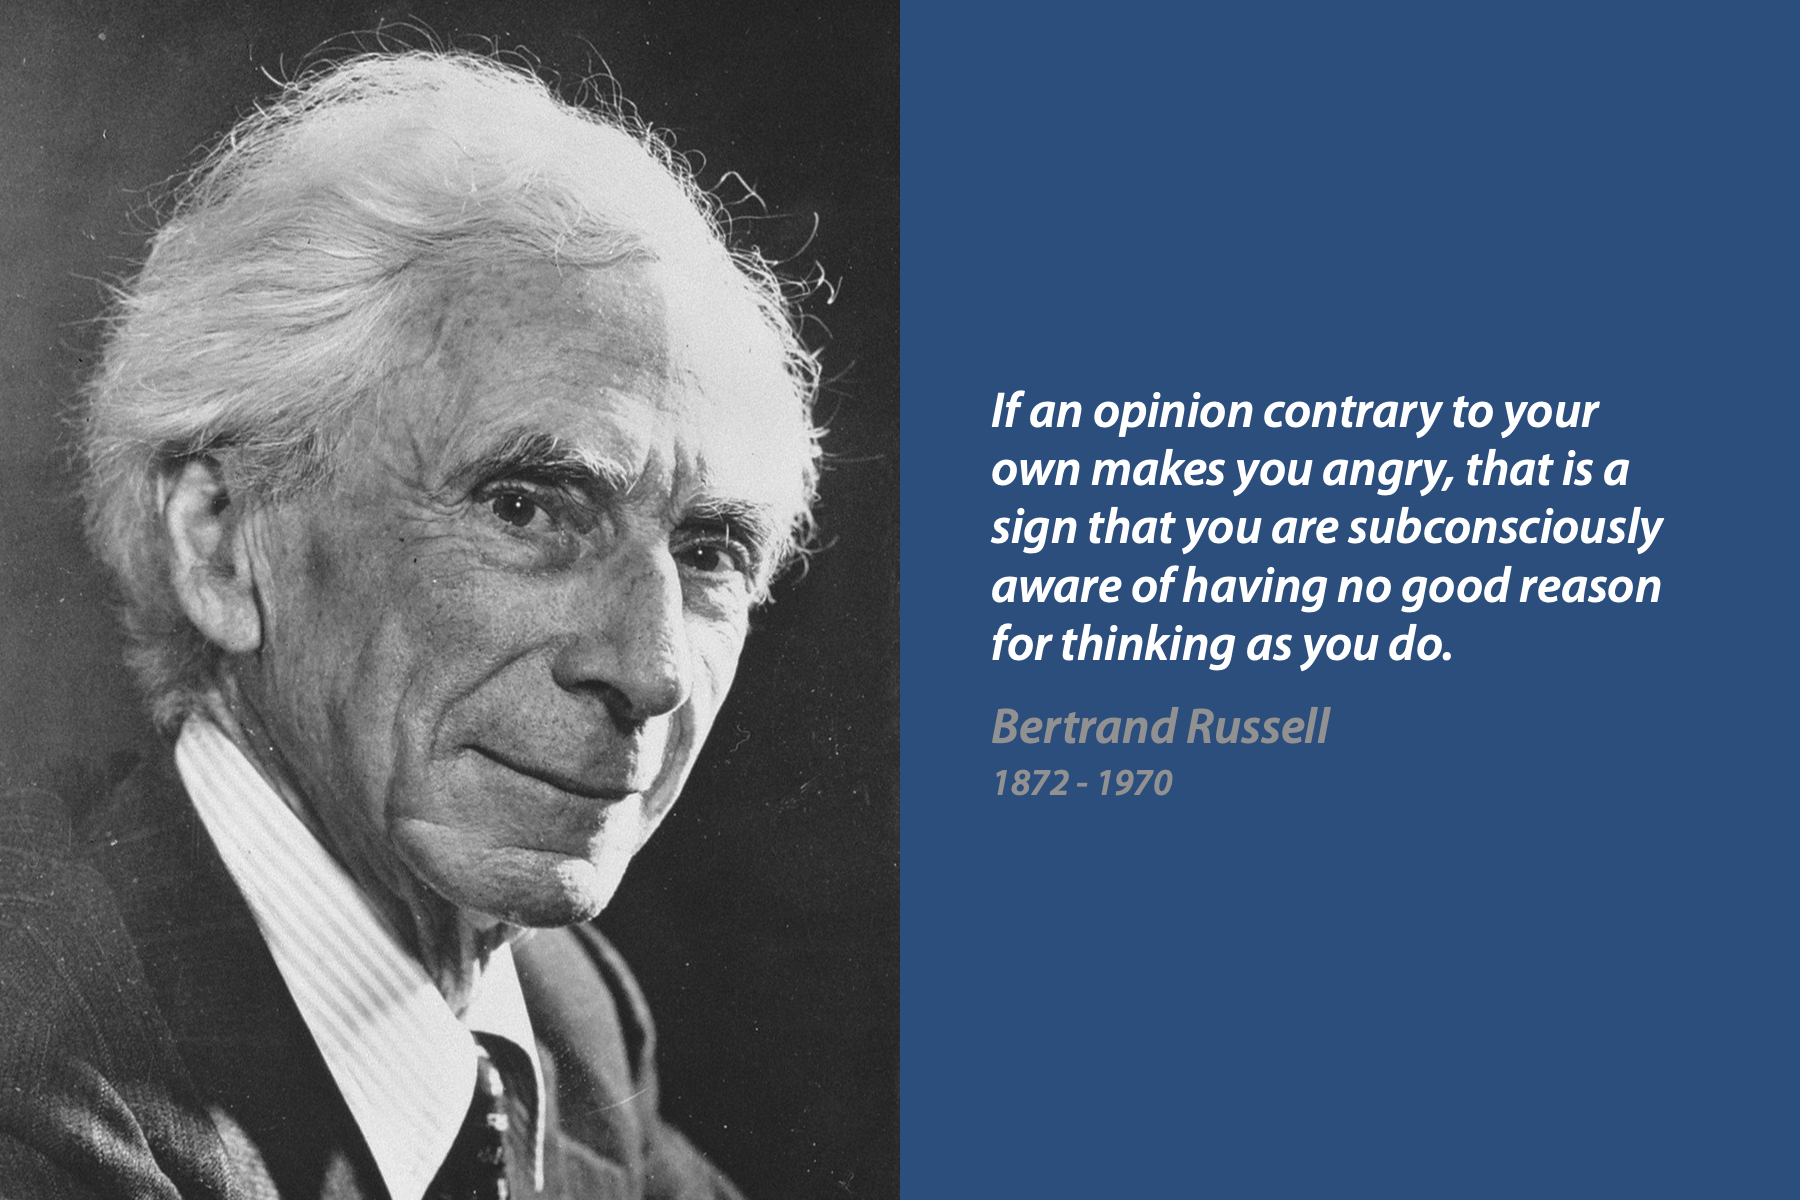 If an opinion contrary to your
own makes you angry, that is a
sign that you are subconsciously
aware of having no good reason
for thinking as you do.
Bertrand Russell
1872 - 1970